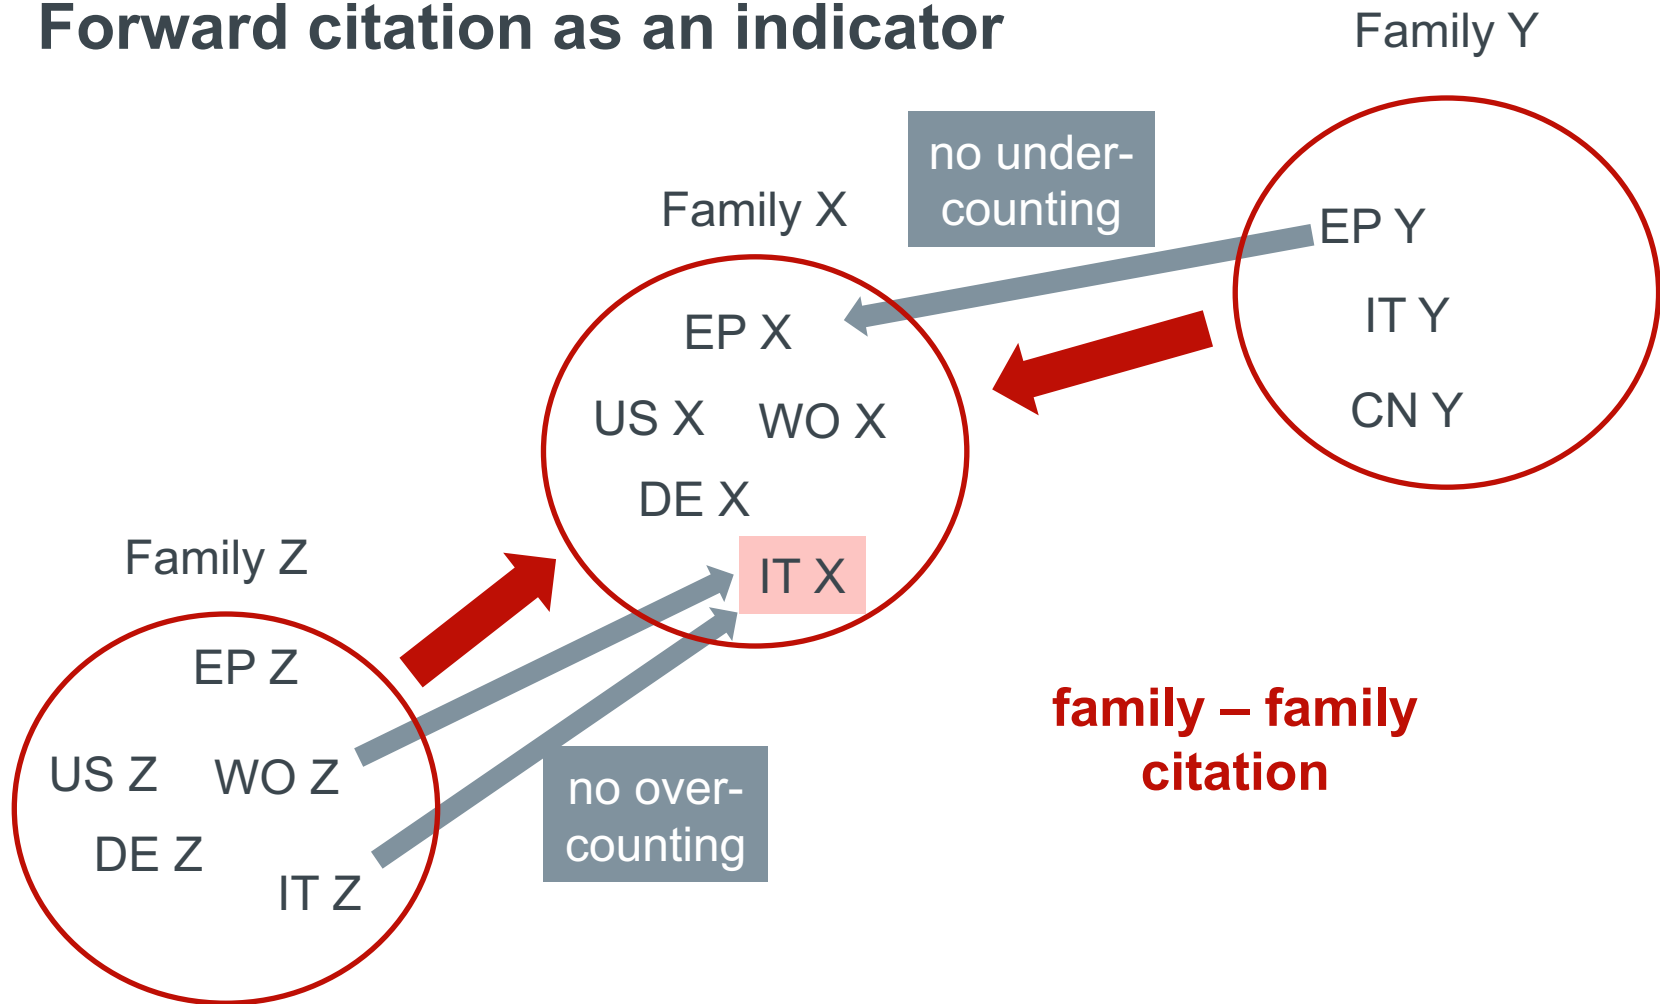 Forward citation as an indicator
Family Y
no under-
counting
Family X
EP Y
IT Y
CN Y
EP X
US X WO X
DE X
IT X
Family Z
EP Z
US Z WO Z
DE Z
IT Z
no over-
counting
family – family
citation